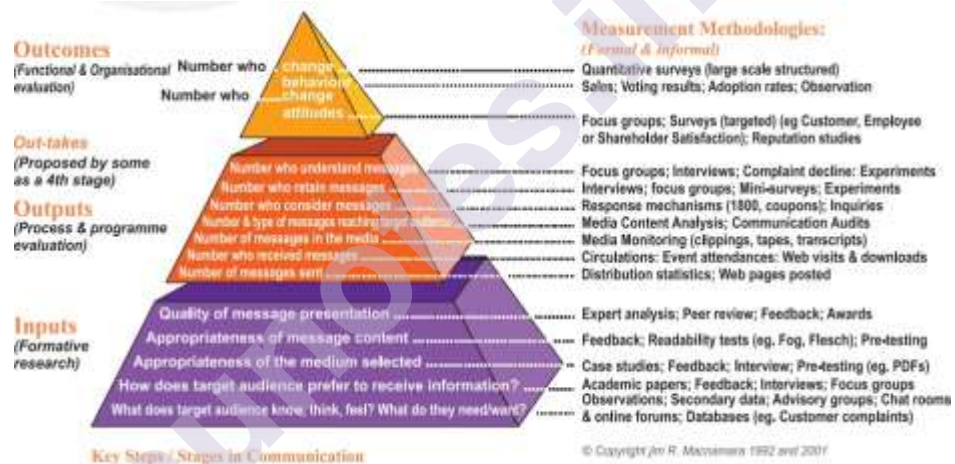 Measurement Methodologies:
(Formal & informal)
Outcomes
(Functional & Organisational
evaluation)
Number who change
behaviour
Number who change
attitudes
Quantitative surveys (large scale structured)
Sales; Voting results; Adoption rates; Observation
Focus groups; Surveys (targeted) (eg Customer, Employee
or Shareholder Satisfaction); Reputation studies
Out-takes
(Proposed by some
as a 4th stage)
Outputs
(Process & programme
evaluation)
Number who understand messages
Number who retain messages
Number who consider messages
Number & type of messages reaching target audience
Number of messages in the media
Number who received messages
Number of messages sent
Focus groups; Interviews; Complaint decline: Experiments
Interviews; focus groups; Mini-surveys; Experiments
Response mechanisms (1800, coupons); Inquiries
Media Content Analysis; Communication Audits
Media Monitoring (clippings, tapes, transcripts)
Circulations: Event attendances: Web visits & downloads
Distribution statistics; Web pages posted
Inputs
(Formative
research)
Quality of message presentation
Appropriateness of message content
Appropriateness of the medium selected
How does target audience prefer to receive information?
What does target audience know, think, feel? What do they need/want?
Expert analysis; Peer review; Feedback; Awards
Feedback; Readability tests (eg. Fog, Flesch); Pre-testing
Case studies; Feedback; Interview; Pre-testing (eg. PDFs)
Academic papers; Feedback; Interviews; Focus groups
Observations; Secondary data; Advisory groups; Chat rooms
& online forums; Databases (eg. Customer complaints)
Key Steps / Stages in Communication
© Copyright Jim R. Macnamara 1992 and 2001